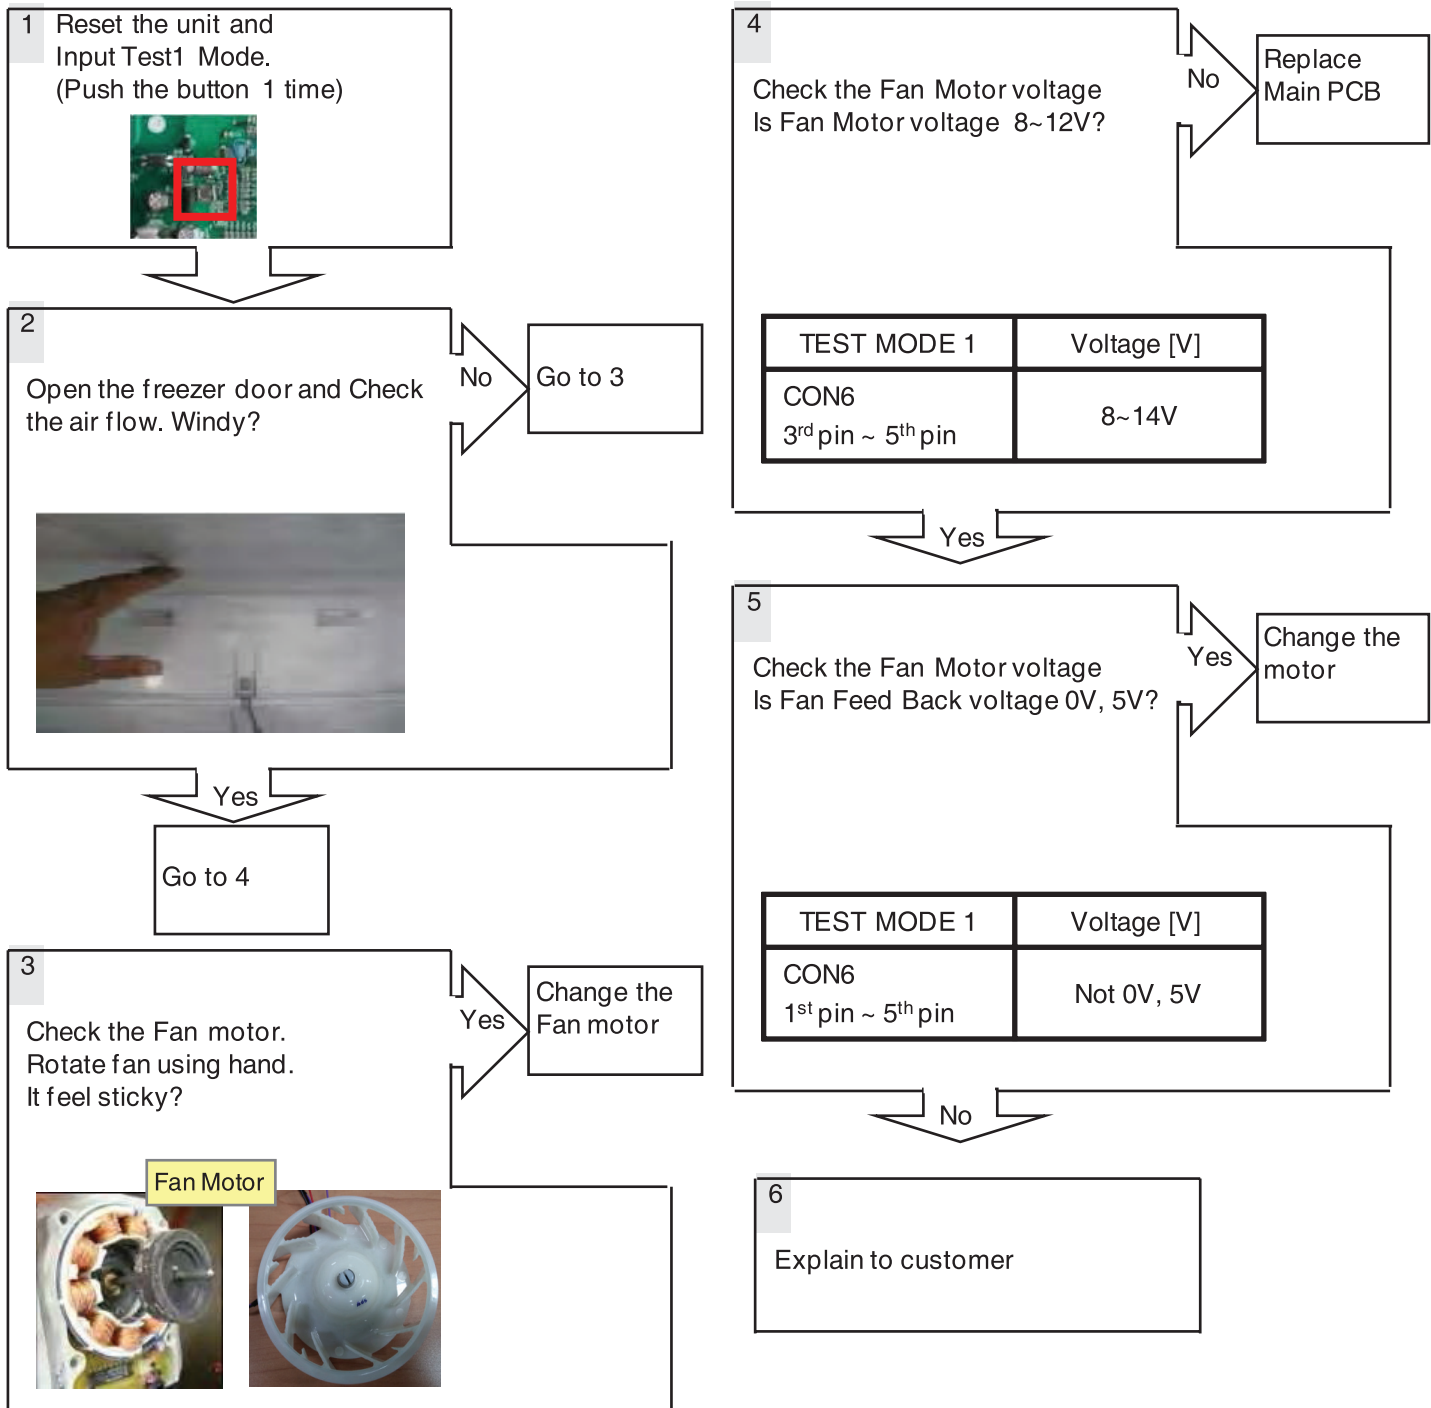 1
Reset the unit and
Input Test1 Mode.
(Push the button 1 time)
2
Open the freezer door and Check
the air flow. Windy?
No
Go to 3
Yes
Go to 4
3
Check the Fan motor.
Rotate fan using hand.
It feel sticky?
Yes
Change the
Fan motor
Fan Motor
4
Check the Fan Motor voltage
Is Fan Motor voltage 8~12V?
No
Replace
Main PCB
TEST MODE 1 Voltage [V]
CON6
3rd pin ~ 5th pin
8~14V
Yes
5
Check the Fan Motor voltage
Is Fan Feed Back voltage 0V, 5V?
Yes
Change the
motor
TEST MODE 1 Voltage [V]
CON6
1st pin ~ 5th pin
Not 0V, 5V
No
6
Explain to customer